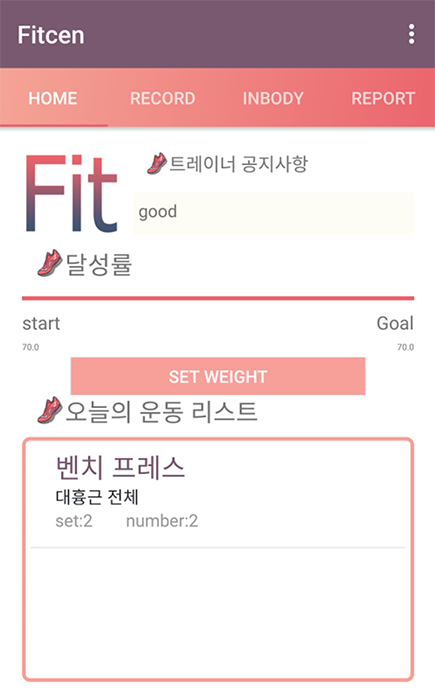 Fitcen
HOME RECORD INBODY REPORT
Fit
트레이너 공지사항
good
달성률
start Goal
70.0 70.0
SET WEIGHT
오늘의 운동 리스트
벤치 프레스
대흉근 전체
set:2 number:2